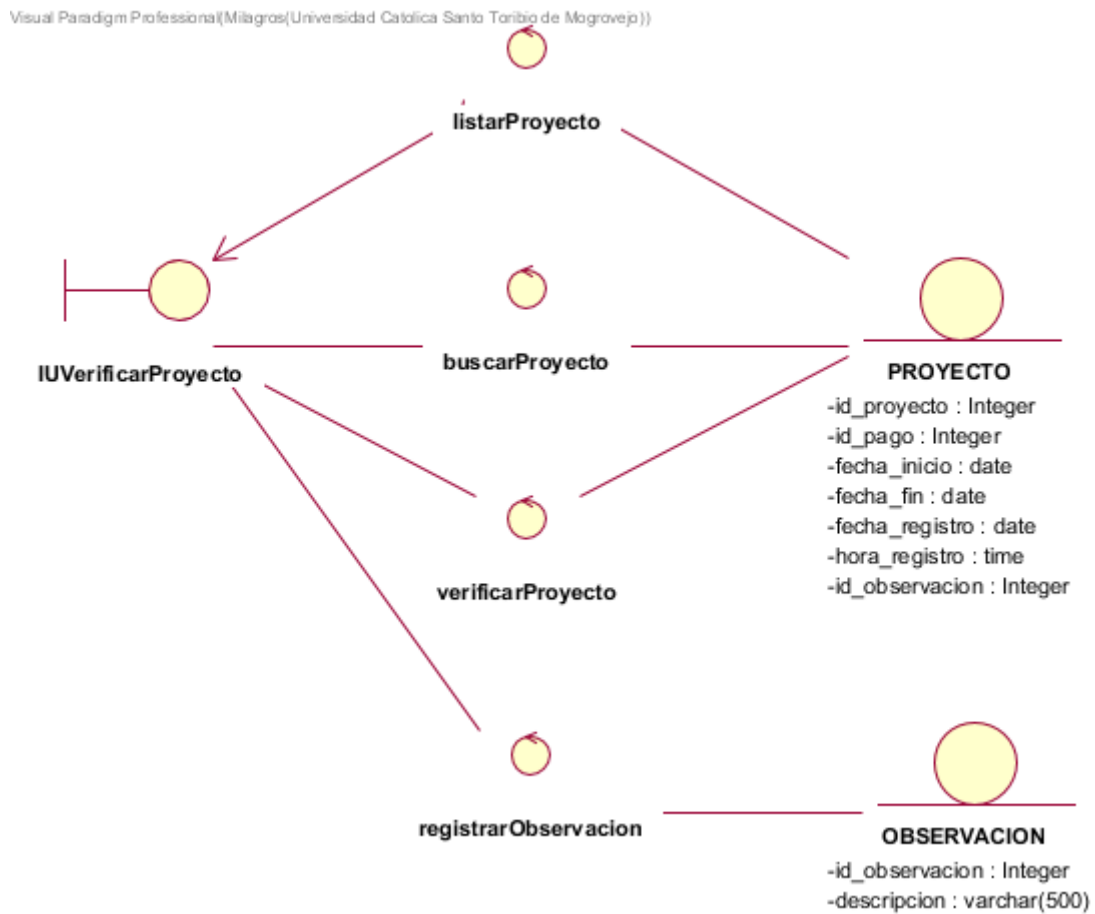 Visual Paradigm Professional(Milagros(Universidad Catolica Santo Toribio de Mogrovejo))
listarProyecto
IUVerificarProyecto
buscarProyecto
PROYECTO
-id_proyecto : Integer
-id_pago : Integer
-fecha_inicio : date
-fecha_fin : date
-fecha_registro : date
-hora_registro : time
-id_observacion : Integer
verificarProyecto
registrarObservacion
OBSERVACION
-id_observacion : Integer
-descripcion : varchar(500)